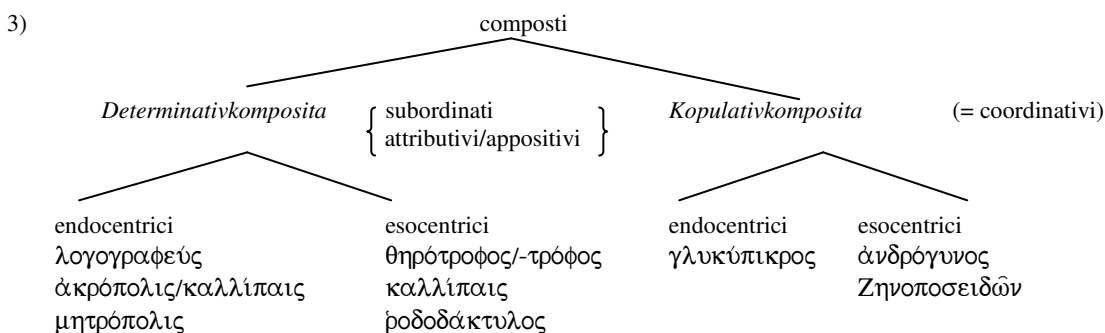 3) composti
Determinativkomposita { subordinati Kopulativkomposita (= coordinativi)
attributivi/appositivi }
endocentrici esocentrici endocentrici esocentrici
λογογραφεύς θηρότροφος/-τρόφος γλυκύπικρος ἀνδρόγυνος
ἀκρόπολις/καλλίπαις καλλίπαις Ζηνοποσειδῶν
μητρόπολις ῥοδοδάκτυλος